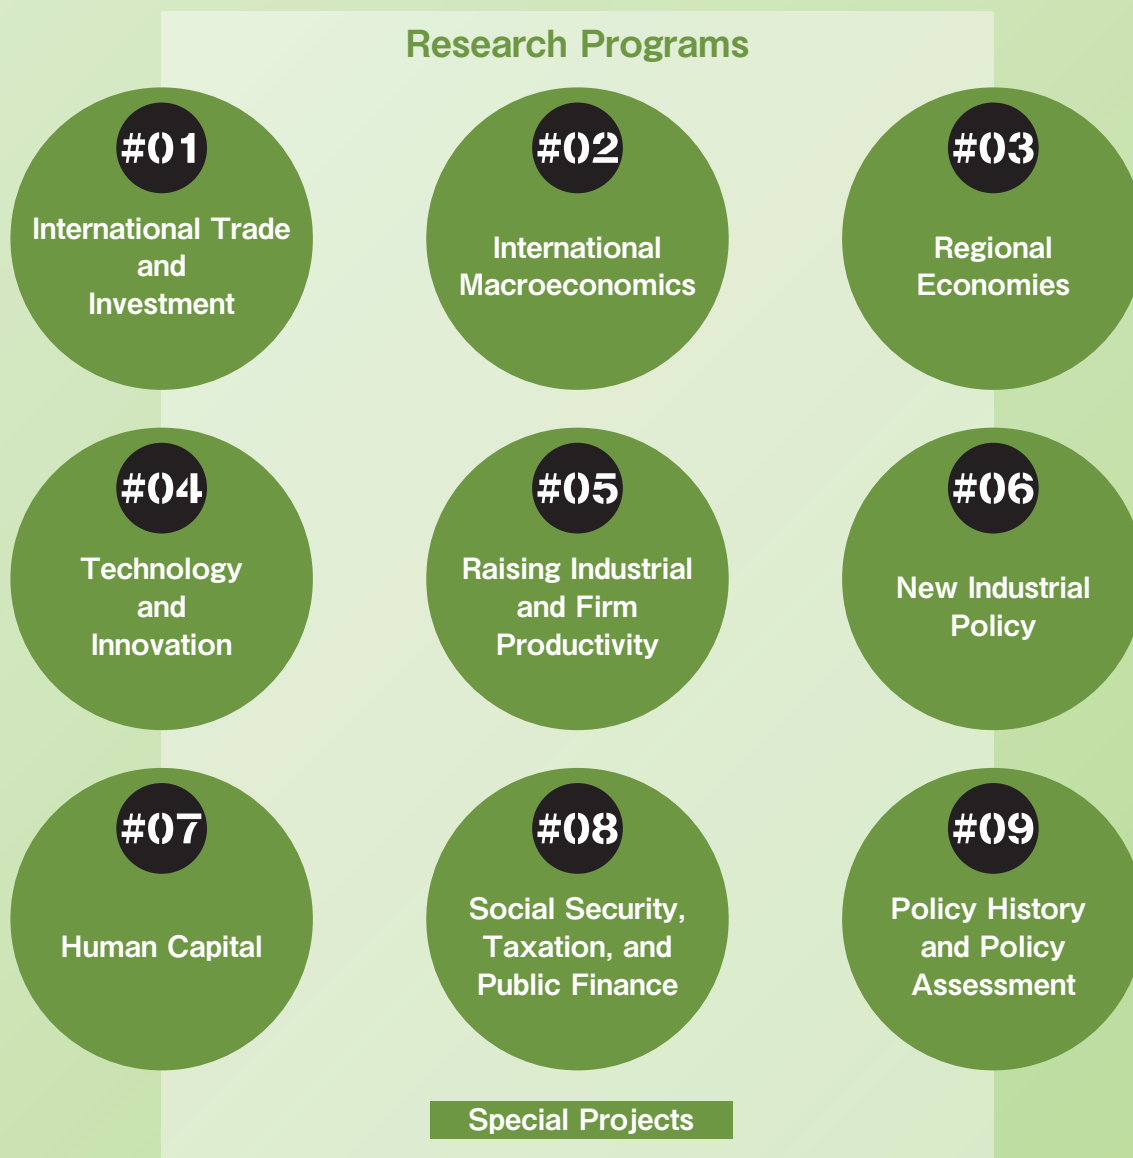 Research Programs
#01
International Trade
and
Investment
#02
International
Macroeconomics
#03
Regional
Economies
#04
Technology
and
Innovation
#05
Raising Industrial
and Firm
Productivity
#06
New Industrial
Policy
#07
Human Capital
#08
Social Security,
Taxation, and
Public Finance
#09
Policy History
and Policy
Assessment
Special Projects